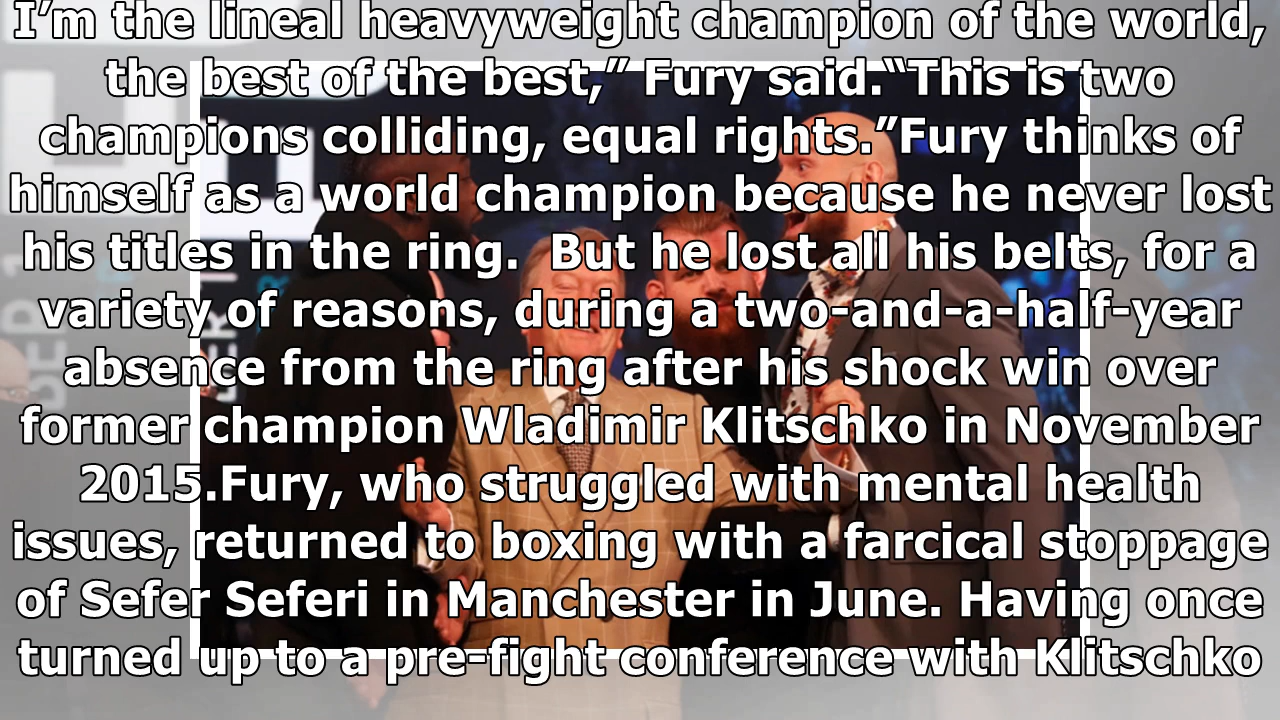 I’m the lineal heavyweight champion of the world,
the best of the best,” Fury said.“This is two
champions colliding, equal rights.”Fury thinks of
himself as a world champion because he never lost
his titles in the ring.  But he lost all his belts, for a
variety of reasons, during a two-and-a-half-year
absence from the ring after his shock win over
former champion Wladimir Klitschko in November
2015.Fury, who struggled with mental health
issues, returned to boxing with a farcical stoppage
of Sefer Seferi in Manchester in June. Having once
turned up to a pre-fight conference with Klitschko